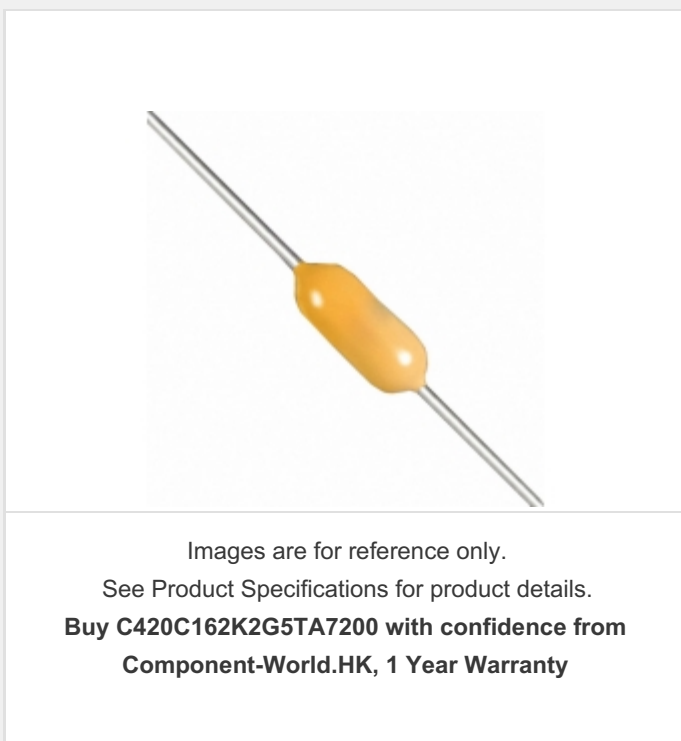 Images are for reference only.
See Product Specifications for product details.
Buy C420C162K2G5TA7200 with confidence from
Component-World.HK, 1 Year Warranty